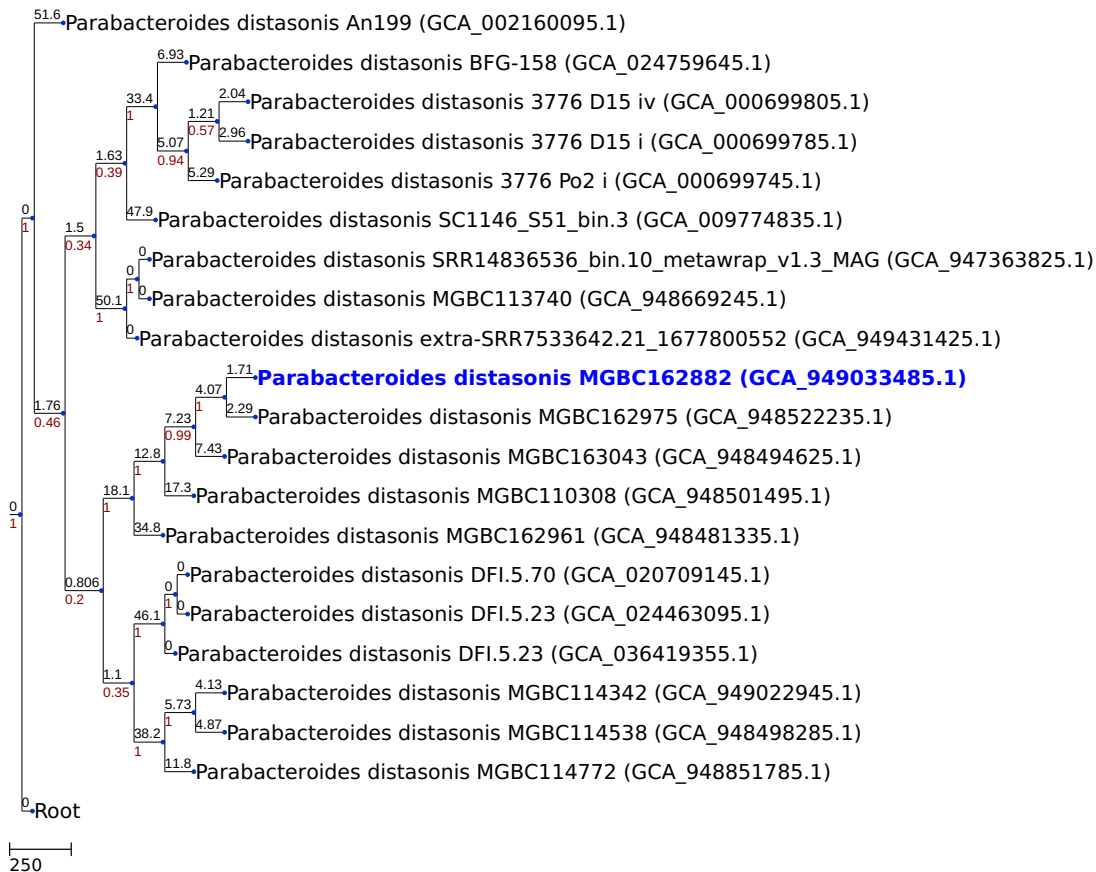 51.6 Parabacteroides distasonis An199 (GCA_002160095.1)
6.93 Parabacteroides distasonis BFG-158 (GCA_024759645.1)
2.04 Parabacteroides distasonis 3776 D15 iv (GCA_000699805.1)
33.4
1
1.21
0.57
2.96 Parabacteroides distasonis 3776 D15 i (GCA_000699785.1)
5.07
0.94
1.63
0.39
5.29 Parabacteroides distasonis 3776 Po2 i (GCA_000699745.1)
0
1
47.9 Parabacteroides distasonis SC1146_S51_bin.3 (GCA_009774835.1)
1.5
0.34
0 Parabacteroides distasonis SRR14836536_bin.10_metawrap_v1.3_MAG (GCA_947363825.1)
0
1
0 Parabacteroides distasonis MGBC113740 (GCA_948669245.1)
50.1
1
0 Parabacteroides distasonis extra-SRR7533642.21_1677800552 (GCA_949431425.1)
1.71 Parabacteroides distasonis MGBC162882 (GCA_949033485.1)
4.07
1
2.29 Parabacteroides distasonis MGBC162975 (GCA_948522235.1)
1.76
0.46
7.23
0.99
7.43 Parabacteroides distasonis MGBC163043 (GCA_948494625.1)
12.8
1
17.3 Parabacteroides distasonis MGBC110308 (GCA_948501495.1)
18.1
1
0
1
34.8 Parabacteroides distasonis MGBC162961 (GCA_948481335.1)
0 Parabacteroides distasonis DFI.5.70 (GCA_020709145.1)
0.806
0.2
0
1
0 Parabacteroides distasonis DFI.5.23 (GCA_024463095.1)
46.1
1
0 Parabacteroides distasonis DFI.5.23 (GCA_036419355.1)
1.1
0.35
4.13 Parabacteroides distasonis MGBC114342 (GCA_949022945.1)
5.73
1
4.87 Parabacteroides distasonis MGBC114538 (GCA_948498285.1)
38.2
1
11.8 Parabacteroides distasonis MGBC114772 (GCA_948851785.1)
0 Root
250